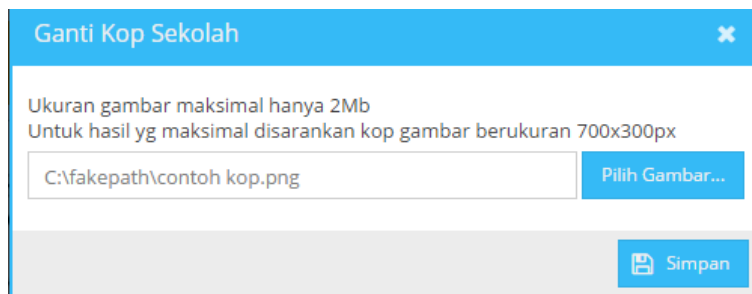 Ganti Kop Sekolah
Ukuran gambar maksimal hanya 2Mb
Untuk hasil yg maksimal disarankan kop gambar berukuran 700x300px
C:\fakepath\contoh kop.png
Pilih Gambar...
Simpan